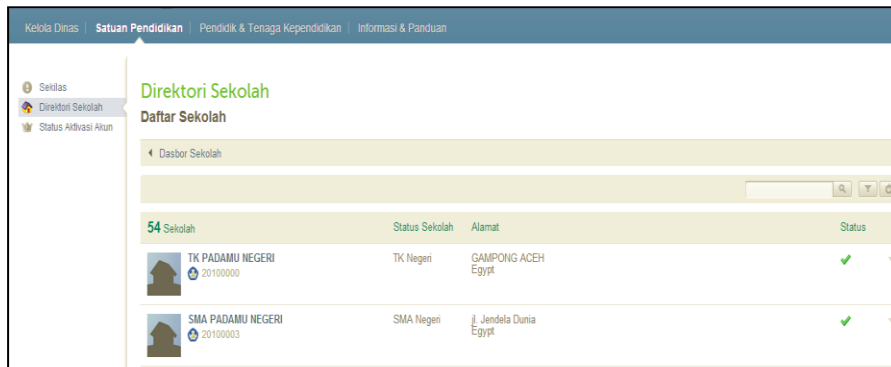 Kelola Dinas | Satuan Pendidikan | Pendidik & Tenaga Kependidikan | Informasi & Panduan
Sekilas
Direktori Sekolah
Status Aktivasi Akun
Direktori Sekolah
Daftar Sekolah
Dasbor Sekolah
54 Sekolah Status Sekolah Alamat Status
TK PADAMU NEGERI TK Negeri GAMPONG ACEH
20100000 Egypt
SMA PADAMU NEGERI SMA Negeri jl. Jendela Dunia
20100003 Egypt